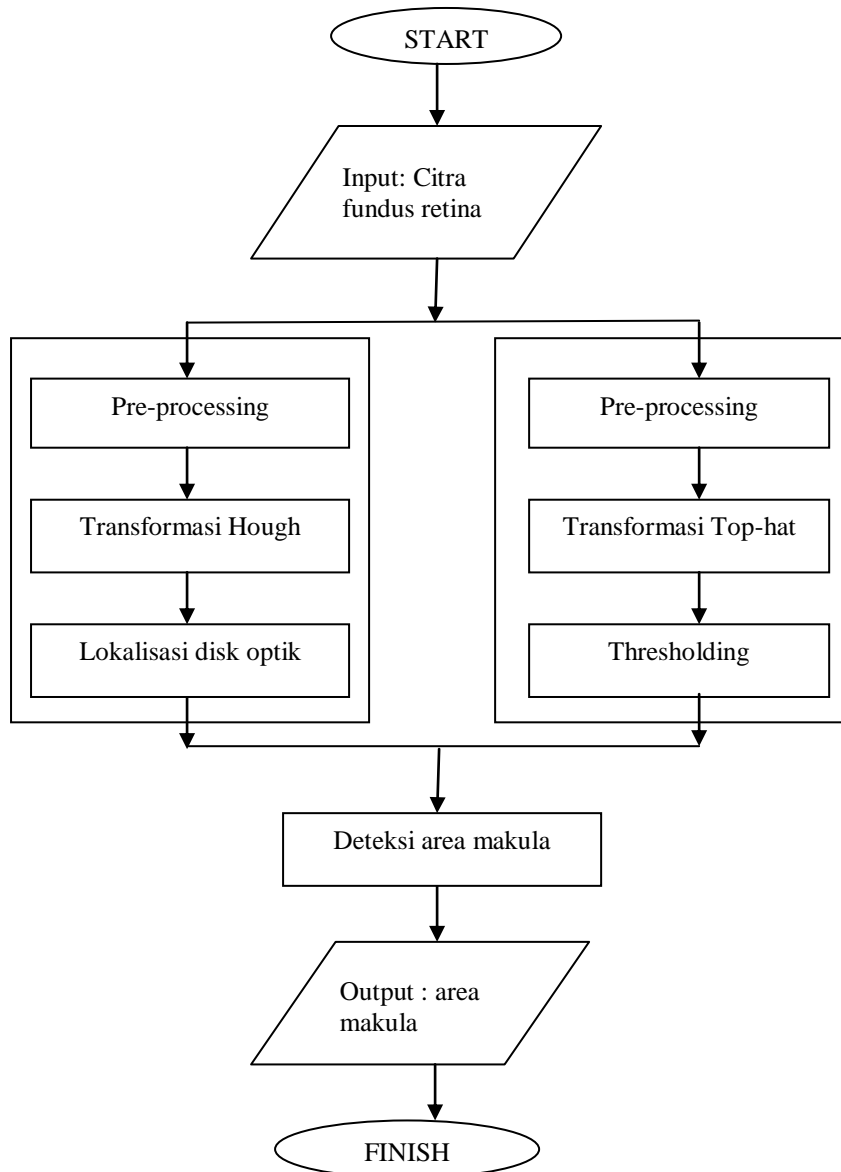 START
Input: Citra
fundus retina
Pre-processing
Transformasi Hough
Lokalisasi disk optik
Pre-processing
Transformasi Top-hat
Thresholding
Deteksi area makula
Output : area
makula
FINISH